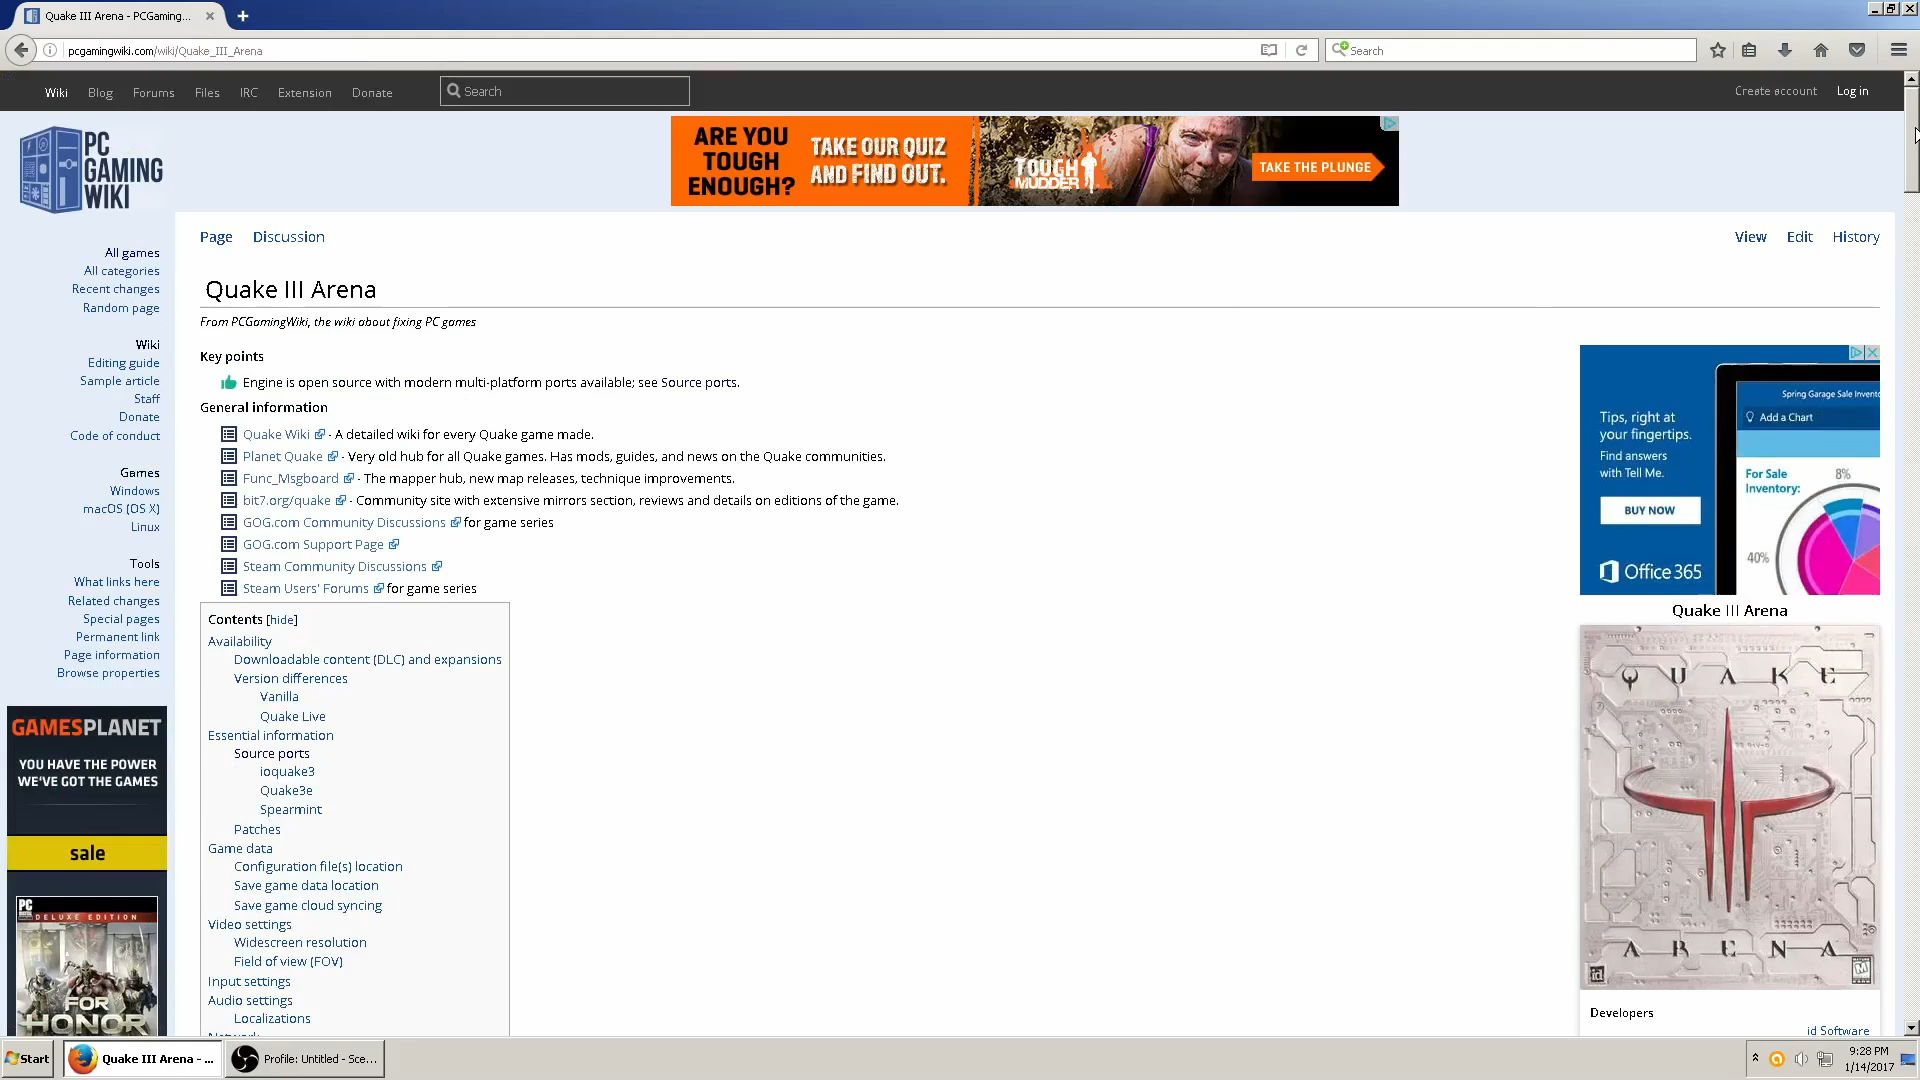 Quake III Arena - PCGaming...
pcgamingwiki.com/wiki/Quake_III_Arena
Search
Wiki
Blog
Forums
Files
IRC
Extension
Donate
Search
Create account
Log in
PC
GAMING
WIKI
ARE YOU
TOUGH
ENOUGH?
TAKE OUR QUIZ
AND FIND OUT.
TOUGH
MUDDER
TAKE THE PLUNGE
Page
Discussion
View
Edit
History
All games
All categories
Recent changes
Random page
Wiki
Editing guide
Sample article
Staff
Donate
Code of conduct
Games
Windows
macOS (OS X)
Linux
Tools
What links here
Related changes
Special pages
Permanent link
Page information
Browse properties
GAMESPLANET
YOU HAVE THE POWER
WE'VE GOT THE GAMES
sale
PC
DELUXE EDITION
FOR
HONOR
Quake III Arena
From PCGamingWiki, the wiki about fixing PC games
Key points
Engine is open source with modern multi-platform ports available; see Source ports.
General information
Quake Wiki - A detailed wiki for every Quake game made.
Planet Quake - Very old hub for all Quake games. Has mods, guides, and news on the Quake communities.
Func_Msgboard - The mapper hub, new map releases, technique improvements.
bit7.org/quake - Community site with extensive mirrors section, reviews and details on editions of the game.
GOG.com Community Discussions for game series
GOG.com Support Page
Steam Community Discussions
Steam Users' Forums for game series
Contents [hide]
Availability
Downloadable content (DLC) and expansions
Version differences
Vanilla
Quake Live
Essential information
Source ports
ioquake3
Quake3e
Spearmint
Patches
Game data
Configuration file(s) location
Save game data location
Save game cloud syncing
Video settings
Widescreen resolution
Field of view (FOV)
Input settings
Audio settings
Localizations
Tips, right at
your fingertips.
Find answers
with Tell Me.
BUY NOW
Office 365
Spring Garage Sale Invento
Add a Chart
For Sale
Inventory:
8%
40%
Quake III Arena
QUAKE
ARENA
id
M
Developers
id Software
Start
Quake III Arena - ...
Profile: Untitled - Sce...
9:28 PM
1/14/2017